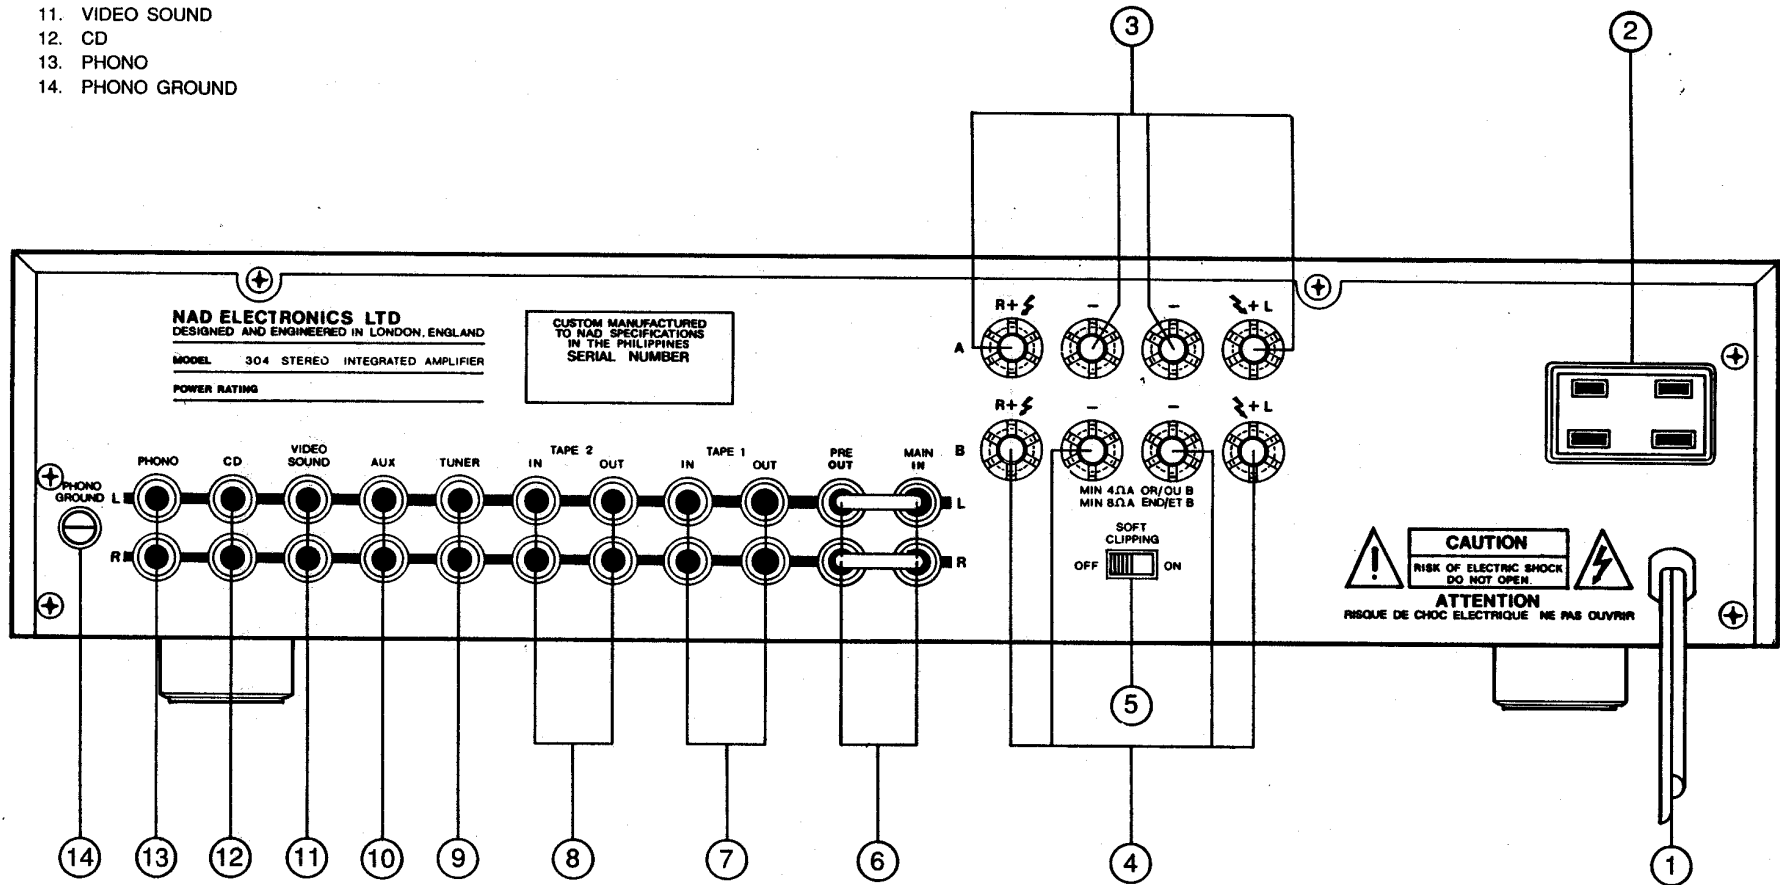 11. VIDEO SOUND
12. CD
13. PHONO
14. PHONO GROUND
3
2
NAD ELECTRONICS LTD
DESIGNED AND ENGINEERED IN LONDON, ENGLAND
MODEL 304 STEREO INTEGRATED AMPLIFIER
POWER RATING
CUSTOM MANUFACTURED
TO NAD SPECIFICATIONS
IN THE PHILIPPINES
SERIAL NUMBER
R+ - - + L
A
R+ - - + L
B
PHONO CD VIDEO SOUND AUX TUNER TAPE 2 IN OUT TAPE 1 IN OUT PRE OUT MAIN IN
PHONO
GROUND
L L
R R
MIN 4Ω A OR/OU B
MIN 8Ω A END/ET B
SOFT
CLIPPING
OFF ON
CAUTION
RISK OF ELECTRIC SHOCK
DO NOT OPEN.
ATTENTION
RISQUE DE CHOC ELECTRIQUE NE PAS OUVRIR
5
14 13 12 11 10 9 8 7 6 4 1